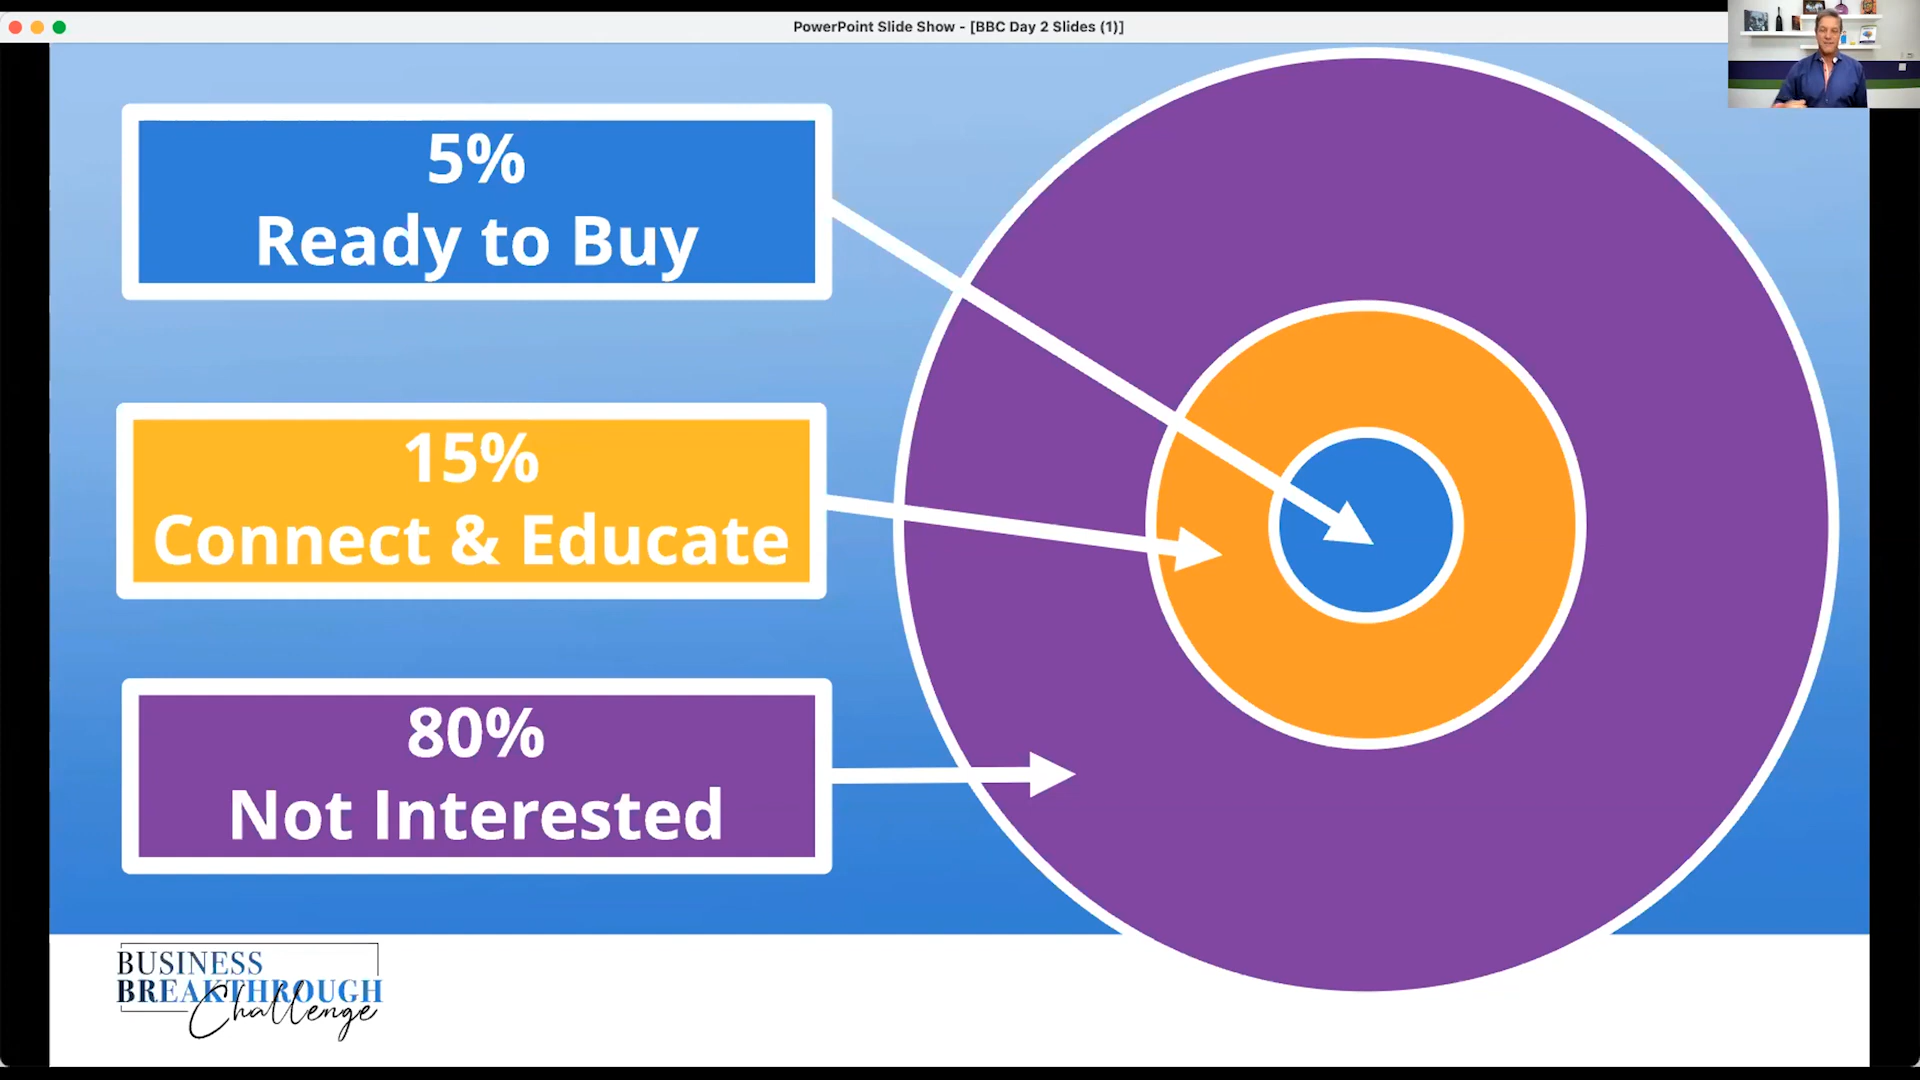 PowerPoint Slide Show - [BBC Day 2 Slides (1)]
5%
Ready to Buy
15%
Connect & Educate
80%
Not Interested
BUSINESS
BREAKTHROUGH
Challenge